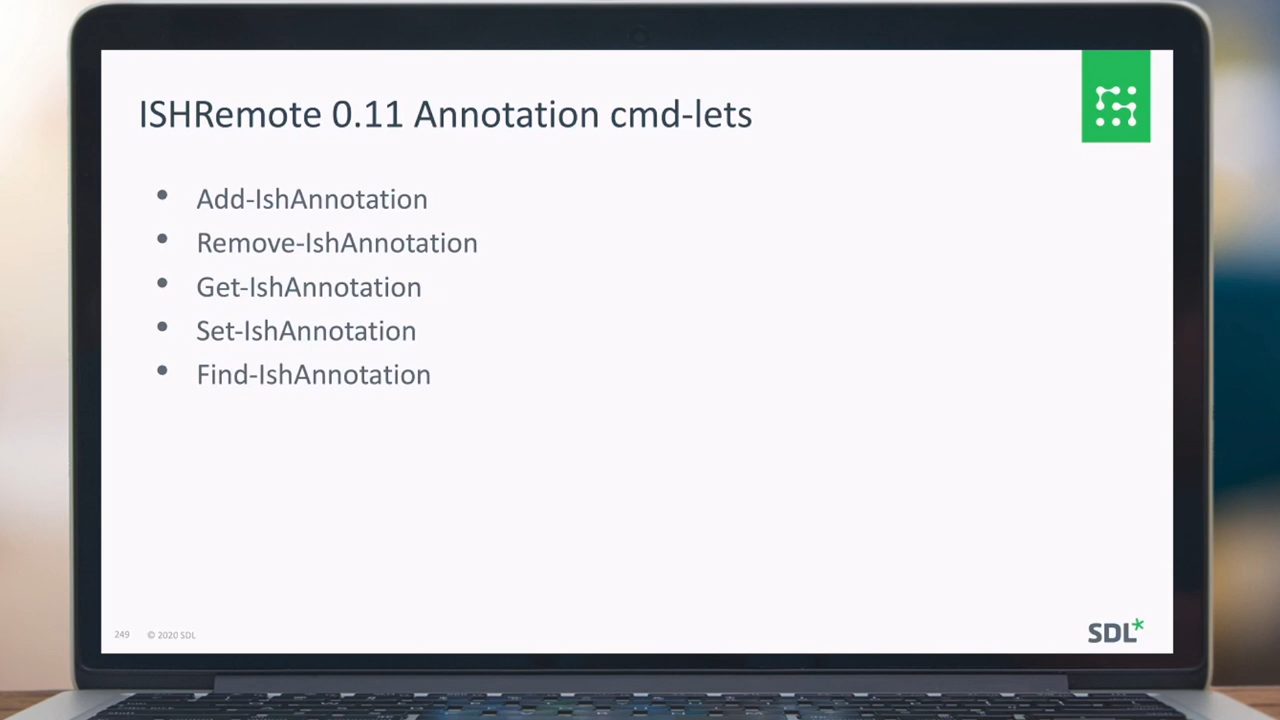 ISHRemote 0.11 Annotation cmd-lets
• Add-IshAnnotation
• Remove-IshAnnotation
• Get-IshAnnotation
• Set-IshAnnotation
• Find-IshAnnotation
249 © 2020 SDL
SDL*